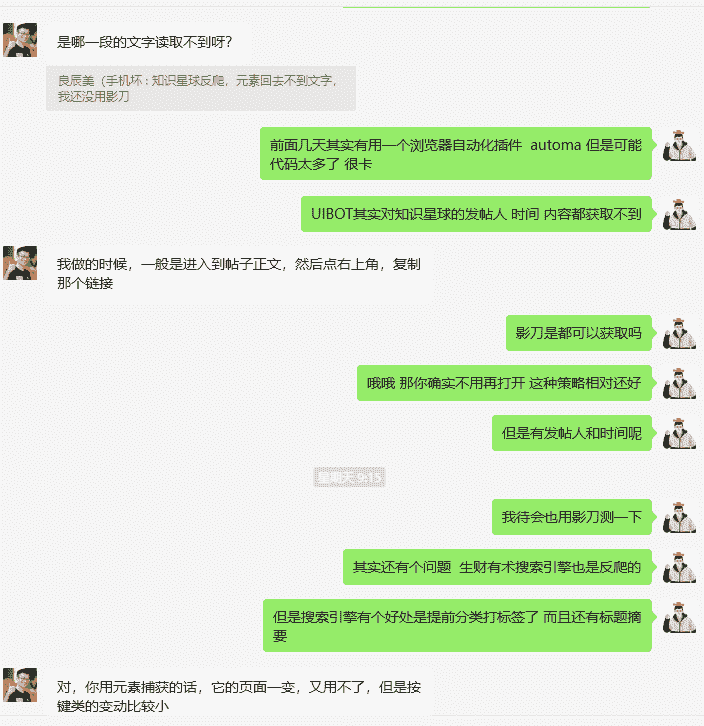 是哪一段的文字读取不到呀？
良辰美（手机坏：知识星球反爬，元素回去不到文字，
我还没用影刀
前面几天其实有用一个浏览器自动化插件 automa 但是可能
代码太多了 很卡
UIBOT其实对知识星球的发帖人 时间 内容都获取不到
我做的时候，一般是进入到帖子正文，然后点右上角，复制
那个链接
影刀是都可以获取吗
哦哦 那你确实不用再打开 这种策略相对还好
但是有发帖人和时间呢
星期天 9:15
我待会也用影刀测一下
其实还有个问题 生财有术搜索引擎也是反爬的
但是搜索引擎有个好处是提前分类打标签了 而且还有标题摘
要
对，你用元素捕获的话，它的页面一变，又用不了，但是按
键类的变动比较小